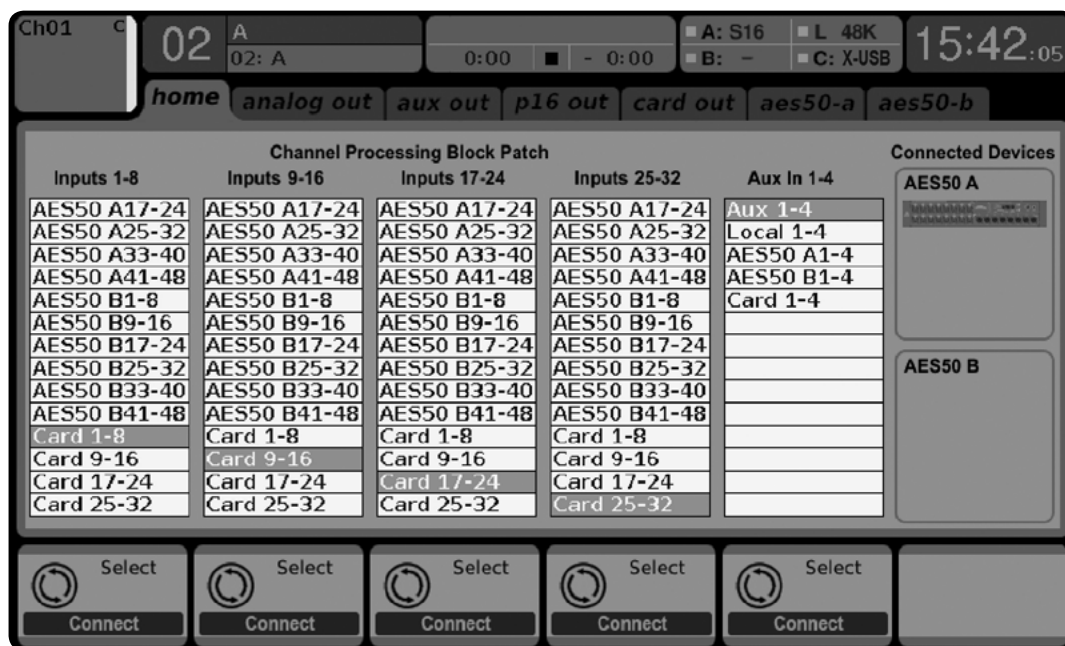 Ch01 C
02
A
02: A
0:00 - 0:00
A: S16
B: -
L 48K
C: X-USB
15:42:05
home analog out aux out p16 out card out aes50-a aes50-b
Channel Processing Block Patch
Connected Devices
Inputs 1-8 Inputs 9-16 Inputs 17-24 Inputs 25-32 Aux In 1-4
AES50 A17-24 AES50 A17-24 AES50 A17-24 AES50 A17-24 Aux 1-4
AES50 A25-32 AES50 A25-32 AES50 A25-32 AES50 A25-32 Local 1-4
AES50 A33-40 AES50 A33-40 AES50 A33-40 AES50 A33-40 AES50 A1-4
AES50 A41-48 AES50 A41-48 AES50 A41-48 AES50 A41-48 AES50 B1-4
AES50 B1-8 AES50 B1-8 AES50 B1-8 AES50 B1-8 Card 1-4
AES50 B9-16 AES50 B9-16 AES50 B9-16 AES50 B9-16
AES50 B17-24 AES50 B17-24 AES50 B17-24 AES50 B17-24
AES50 B25-32 AES50 B25-32 AES50 B25-32 AES50 B25-32
AES50 B33-40 AES50 B33-40 AES50 B33-40 AES50 B33-40
AES50 B41-48 AES50 B41-48 AES50 B41-48 AES50 B41-48
Card 1-8 Card 1-8 Card 1-8 Card 1-8
Card 9-16 Card 9-16 Card 9-16 Card 9-16
Card 17-24 Card 17-24 Card 17-24 Card 17-24
Card 25-32 Card 25-32 Card 25-32 Card 25-32
AES50 A
AES50 B
Select Select Select Select Select
Connect Connect Connect Connect Connect